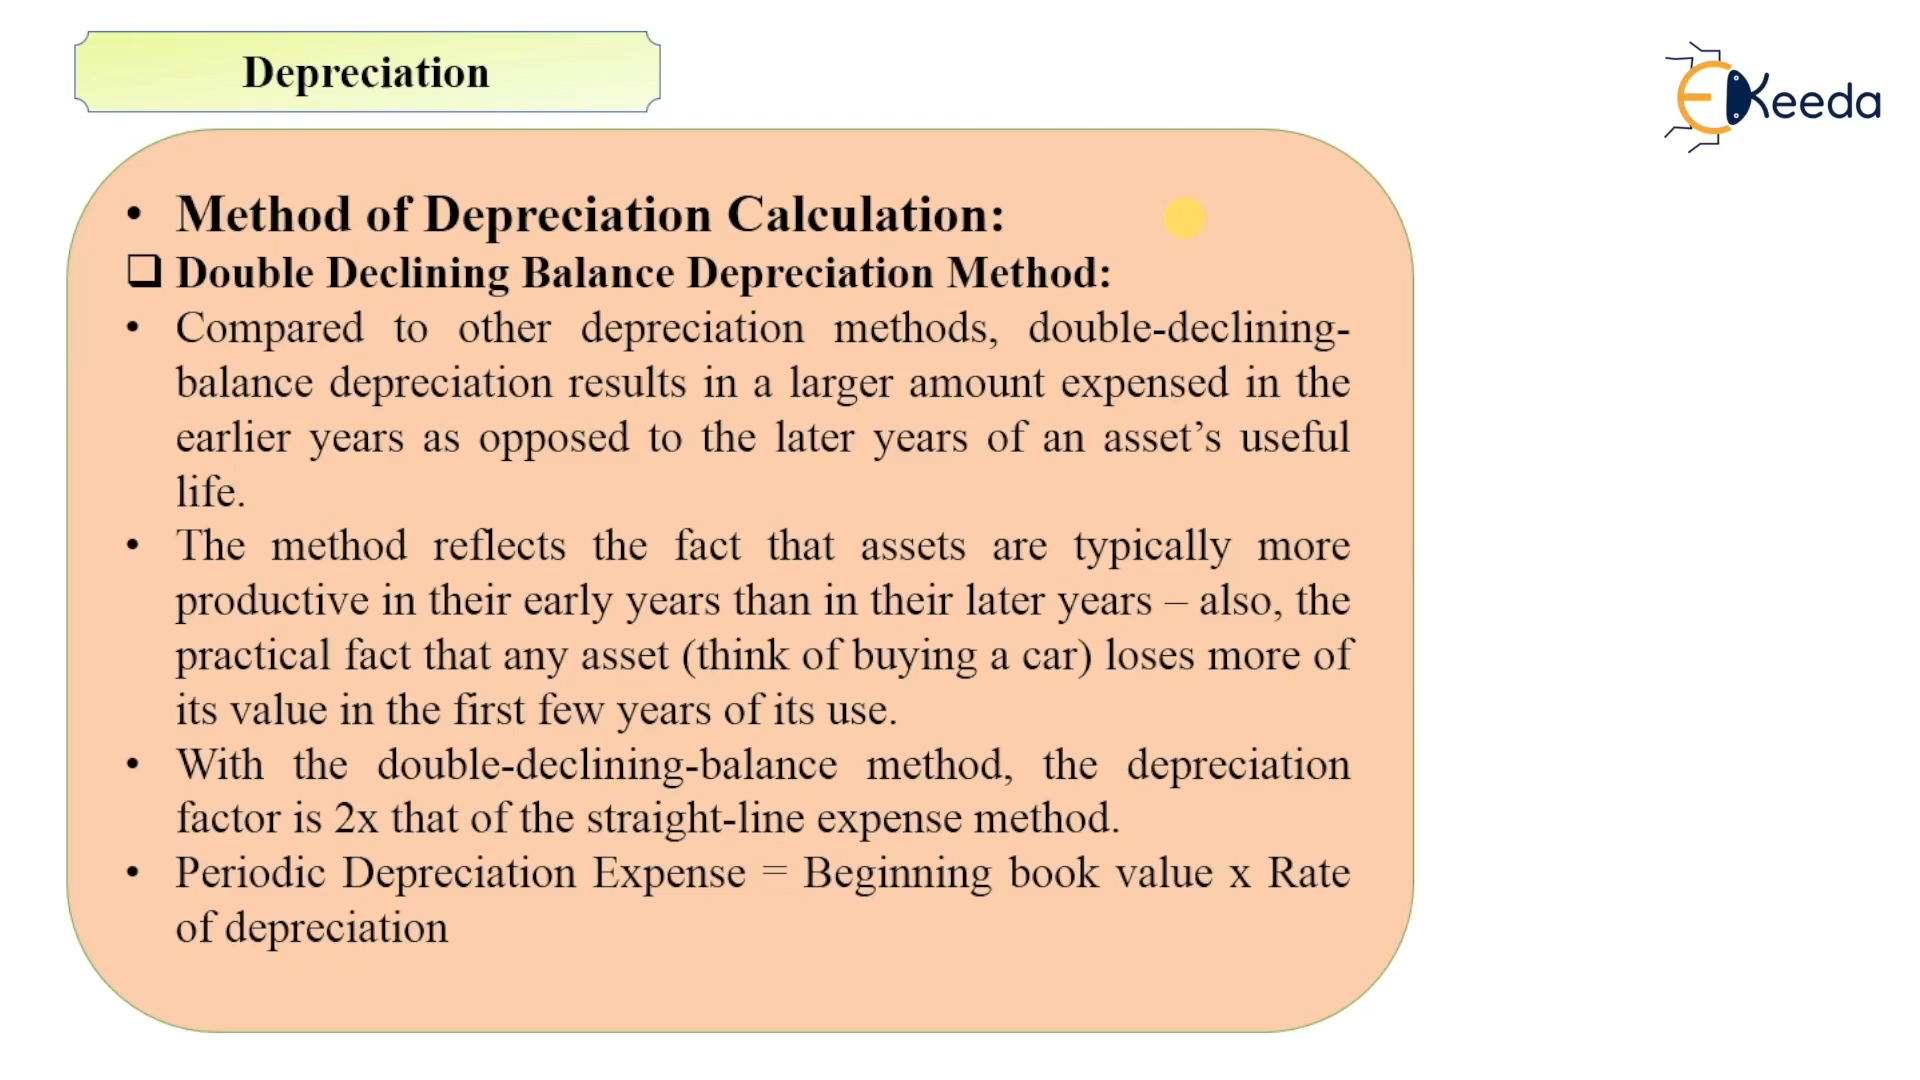 Depreciation
EKeeda
• Method of Depreciation Calculation:
❑ Double Declining Balance Depreciation Method:
• Compared to other depreciation methods, double-declining-
balance depreciation results in a larger amount expensed in the
earlier years as opposed to the later years of an asset’s useful
life.
• The method reflects the fact that assets are typically more
productive in their early years than in their later years – also, the
practical fact that any asset (think of buying a car) loses more of
its value in the first few years of its use.
• With the double-declining-balance method, the depreciation
factor is 2x that of the straight-line expense method.
• Periodic Depreciation Expense = Beginning book value x Rate
of depreciation